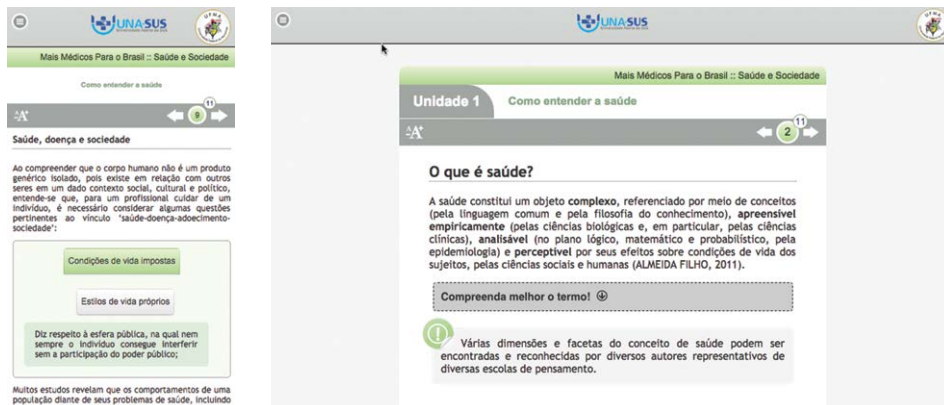 UNA-SUS
UFMA
Mais Médicos Para o Brasil :: Saúde e Sociedade
Como entender a saúde
-A+
11
9
Saúde, doença e sociedade
Ao compreender que o corpo humano não é um produto
genérico isolado, pois existe em relação com outros
seres em um dado contexto social, cultural e político,
entende-se que, para um profissional cuidar de um
indivíduo, é necessário considerar algumas questões
pertinentes ao vínculo 'saúde-doença-adoecimento-
sociedade':
Condições de vida impostas
Estilos de vida próprios
Diz respeito à esfera pública, na qual nem
sempre o indivíduo consegue interferir
sem a participação do poder público;
Muitos estudos revelam que os comportamentos de uma
população diante de seus problemas de saúde, incluindo
UNA-SUS
Mais Médicos Para o Brasil :: Saúde e Sociedade
Unidade 1
Como entender a saúde
-A+
11
2
O que é saúde?
A saúde constitui um objeto complexo, referenciado por meio de conceitos
(pela linguagem comum e pela filosofia do conhecimento), apreensível
empiricamente (pelas ciências biológicas e, em particular, pelas ciências
clínicas), analisável (no plano lógico, matemático e probabilístico, pela
epidemiologia) e perceptível por seus efeitos sobre condições de vida dos
sujeitos, pelas ciências sociais e humanas (ALMEIDA FILHO, 2011).
Compreenda melhor o termo!
Várias dimensões e facetas do conceito de saúde podem ser
encontradas e reconhecidas por diversos autores representativos de
diversas escolas de pensamento.